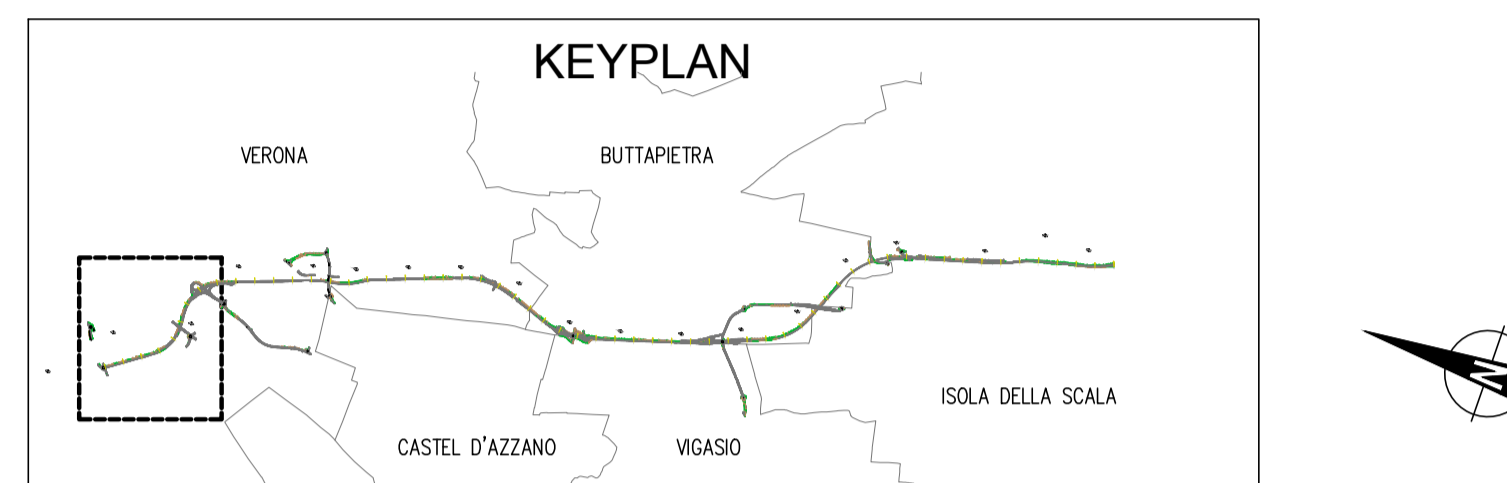 KEYPLAN
VERONA
BUTTAPIETRA
ISOLA DELLA SCALA
CASTEL D'AZZANO
VIGASIO
N